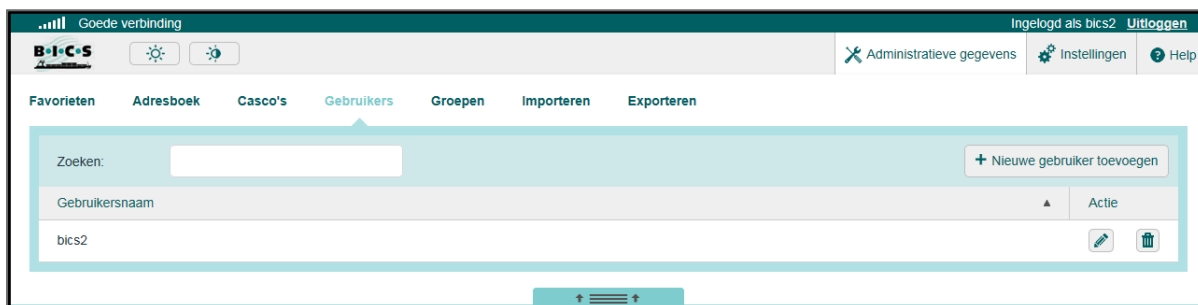 Goede verbinding Ingelogd als bics2 Uitloggen
B•I•C•S Administratieve gegevens Instellingen Help
Favorieten Adresboek Casco's Gebruikers Groepen Importeren Exporteren
Zoeken: + Nieuwe gebruiker toevoegen
Gebruikersnaam Actie
bics2